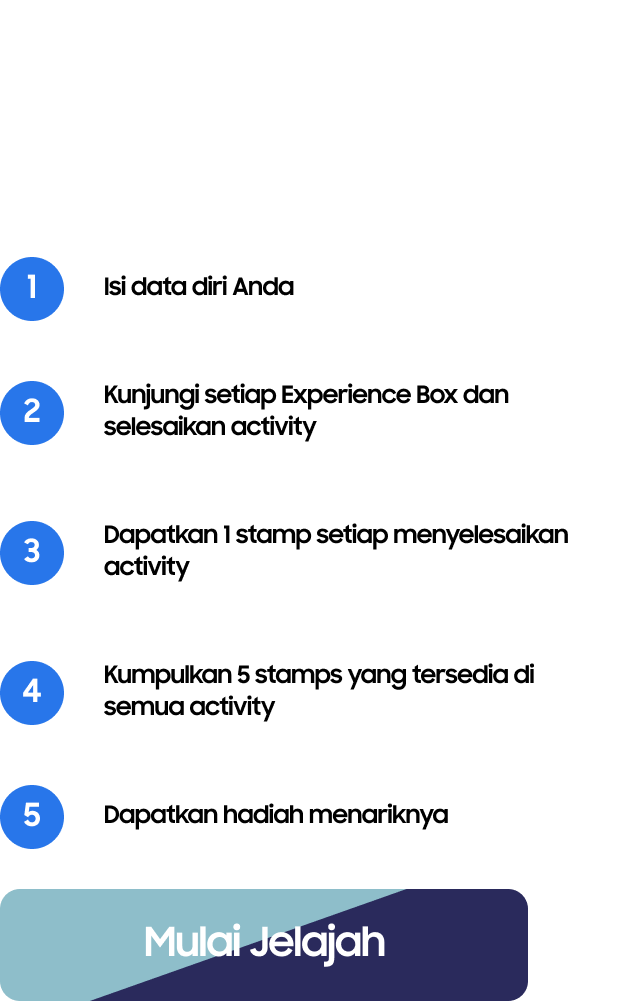 1
Isi data diri Anda
2
Kunjungi setiap Experience Box dan
selesaikan activity
3
Dapatkan 1 stamp setiap menyelesaikan
activity
4
Kumpulkan 5 stamps yang tersedia di
semua activity
5
Dapatkan hadiah menariknya
Mulai Jelajah